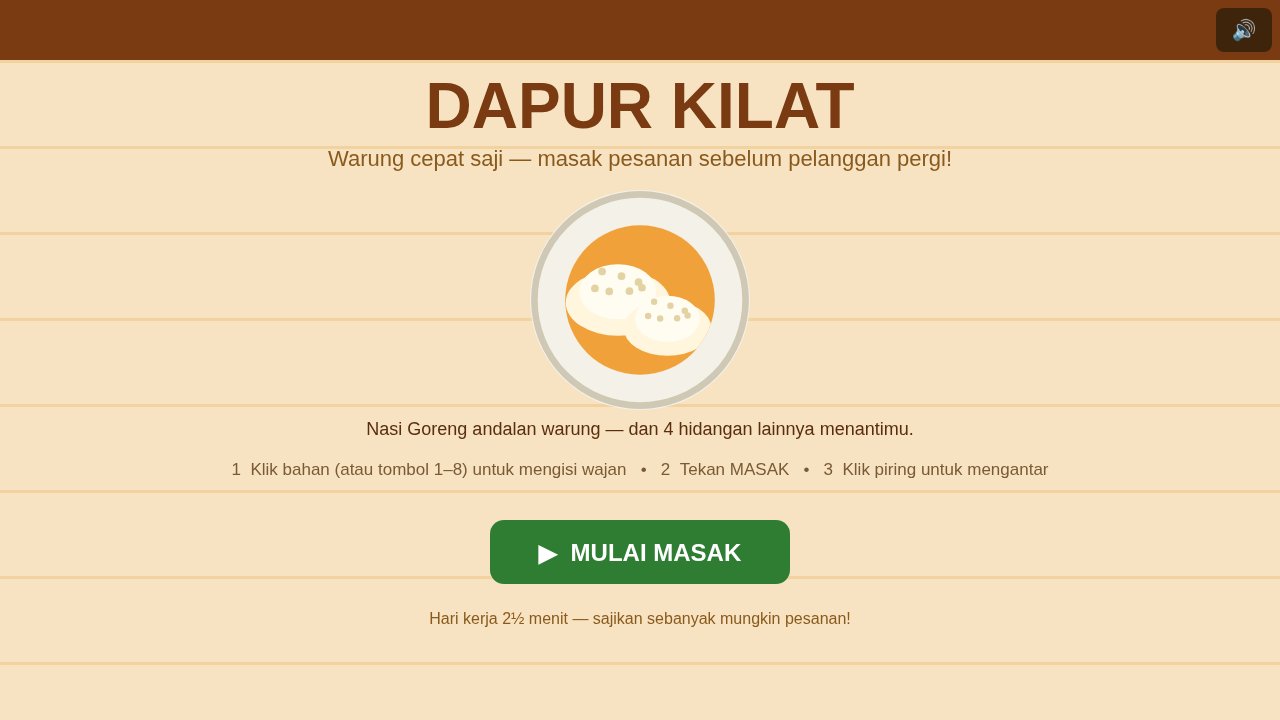 DAPUR KILAT
Warung cepat saji — masak pesanan sebelum pelanggan pergi!
Nasi Goreng andalan warung — dan 4 hidangan lainnya menantimu.
1 Klik bahan (atau tombol 1–8) untuk mengisi wajan • 2 Tekan MASAK • 3 Klik piring untuk mengantar
▶ MULAI MASAK
Hari kerja 2½ menit — sajikan sebanyak mungkin pesanan!